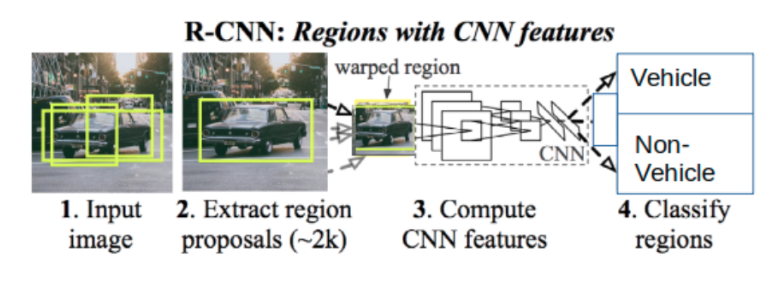 R-CNN: Regions with CNN features
warped region
CNN
Vehicle
Non-
Vehicle
1. Input
image
2. Extract region
proposals (~2k)
3. Compute
CNN features
4. Classify
regions